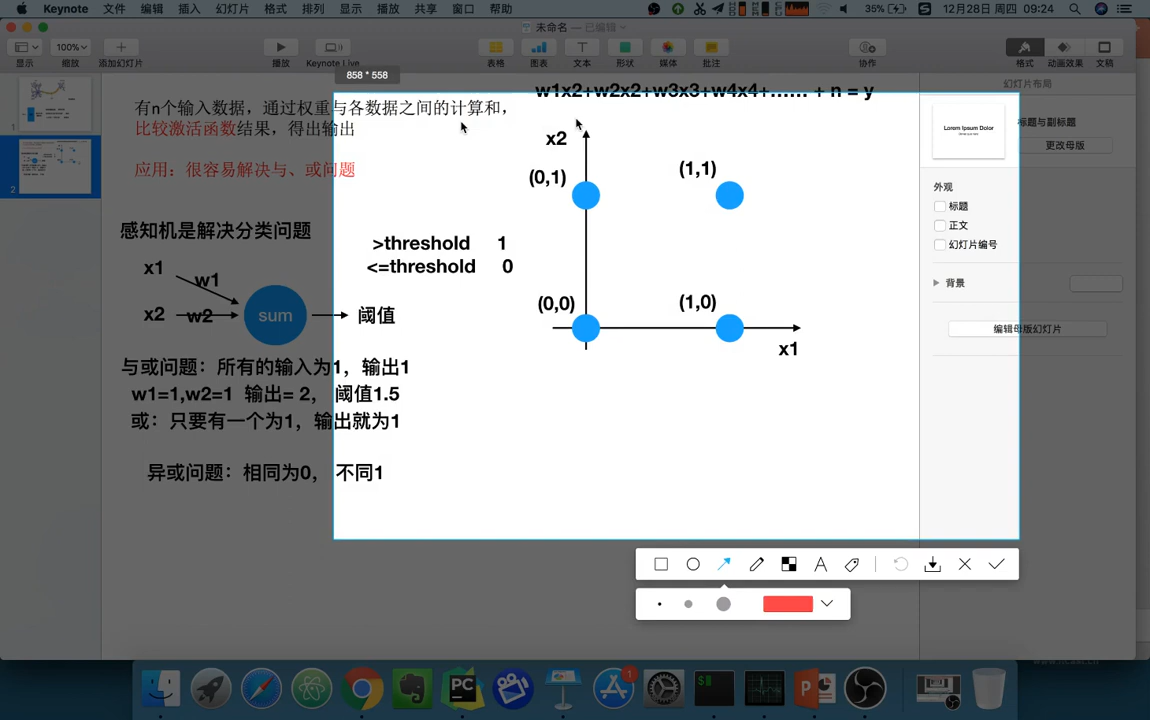 Keynote 文件 编辑 插入 幻灯片 格式 排列 显示 播放 共享 窗口 帮助 35% 12月28日 周四 09:24
未命名 — 已编辑
100%
显示 缩放 添加幻灯片 播放 Keynote Live 表格 图表 文本 形状 媒体 批注 协作 格式 动画效果 文稿
858 * 558
幻灯片布局
w1x2+w2x2+w3x3+w4x4+…… + n = y
有n个输入数据，通过权重与各数据之间的计算和，
比较激活函数结果，得出输出
应用：很容易解决与、或问题
x2
(0,1)
(1,1)
感知机是解决分类问题
>threshold 1
<=threshold 0
x1
w1
x2
w2
sum
阈值
(0,0)
(1,0)
x1
与或问题：所有的输入为1，输出1
w1=1,w2=1 输出= 2， 阈值1.5
或：只要有一个为1，输出就为1
异或问题：相同为0， 不同1
1
2
Lorem Ipsum Dolor
标题与副标题
更改母版
外观
标题
正文
幻灯片编号
背景
编辑母版幻灯片
A
PC
1
P